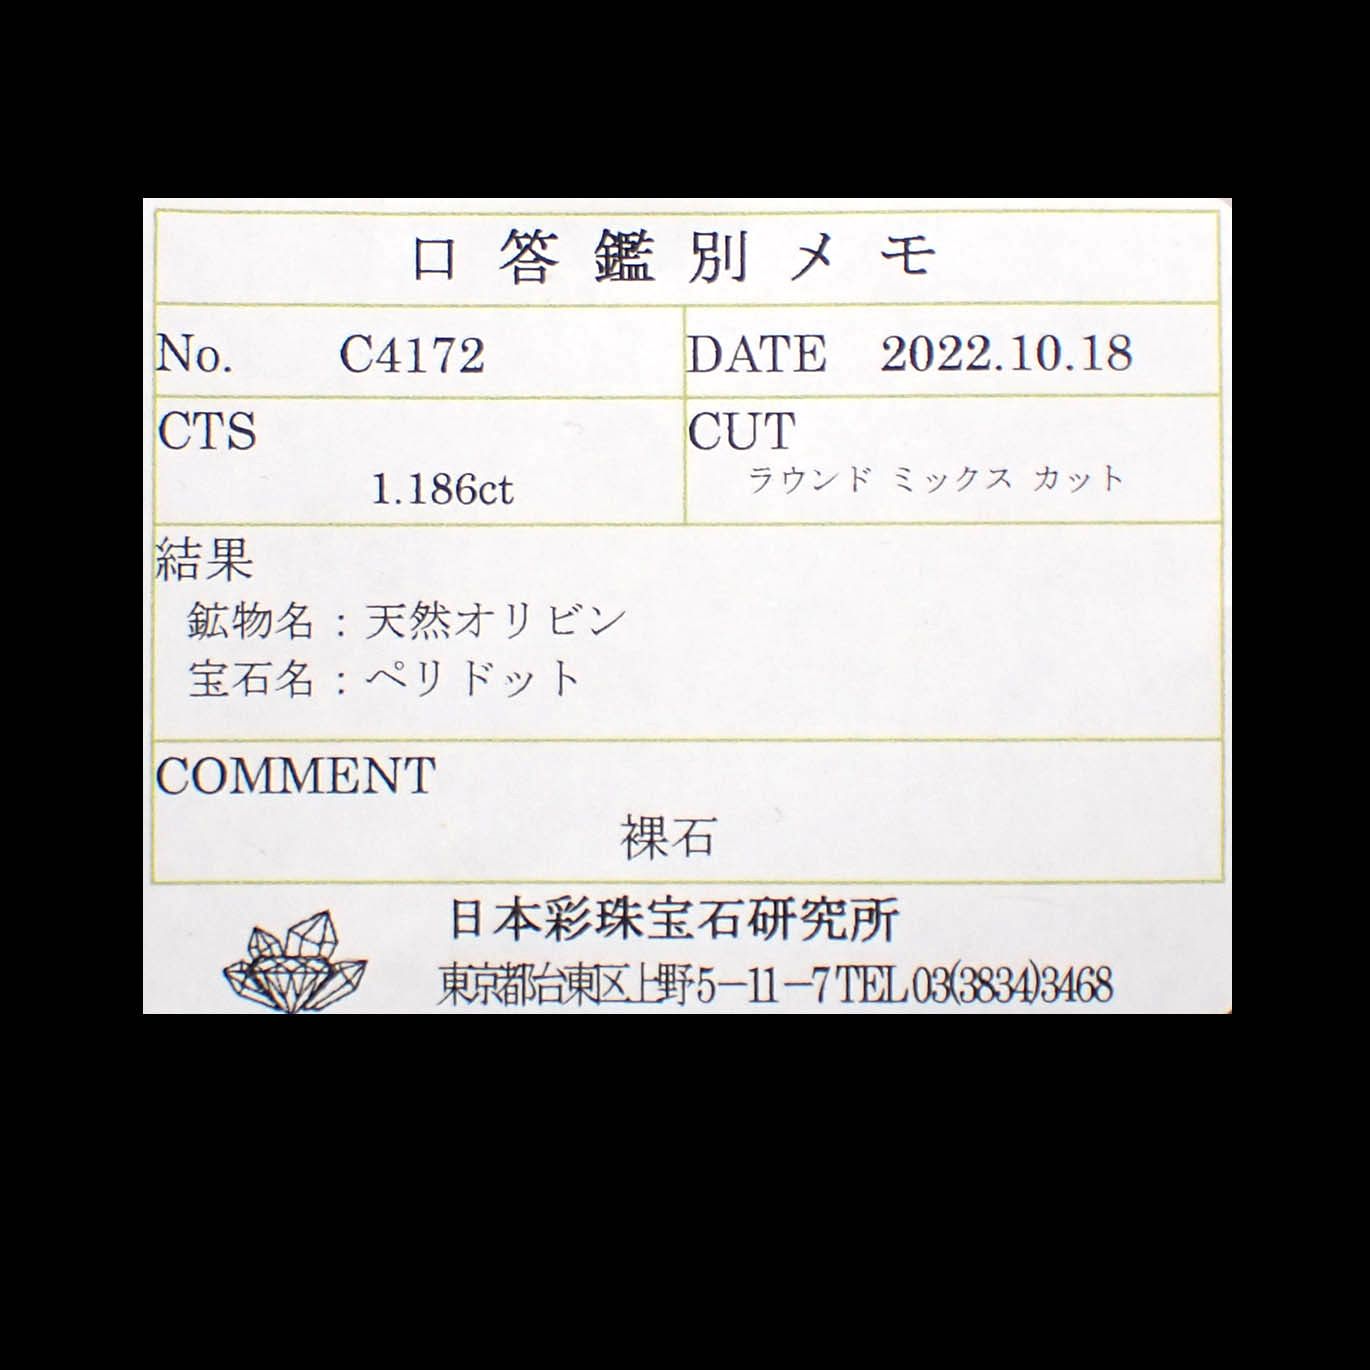 口答鑑別メモ
No. C4172
DATE 2022.10.18
CTS
1.186ct
CUT
ラウンド ミックス カット
結果
鉱物名：天然オリビン
宝石名：ペリドット
COMMENT
裸石
日本彩珠宝石研究所
東京都台東区上野5－11－7 TEL 03(3834)3468